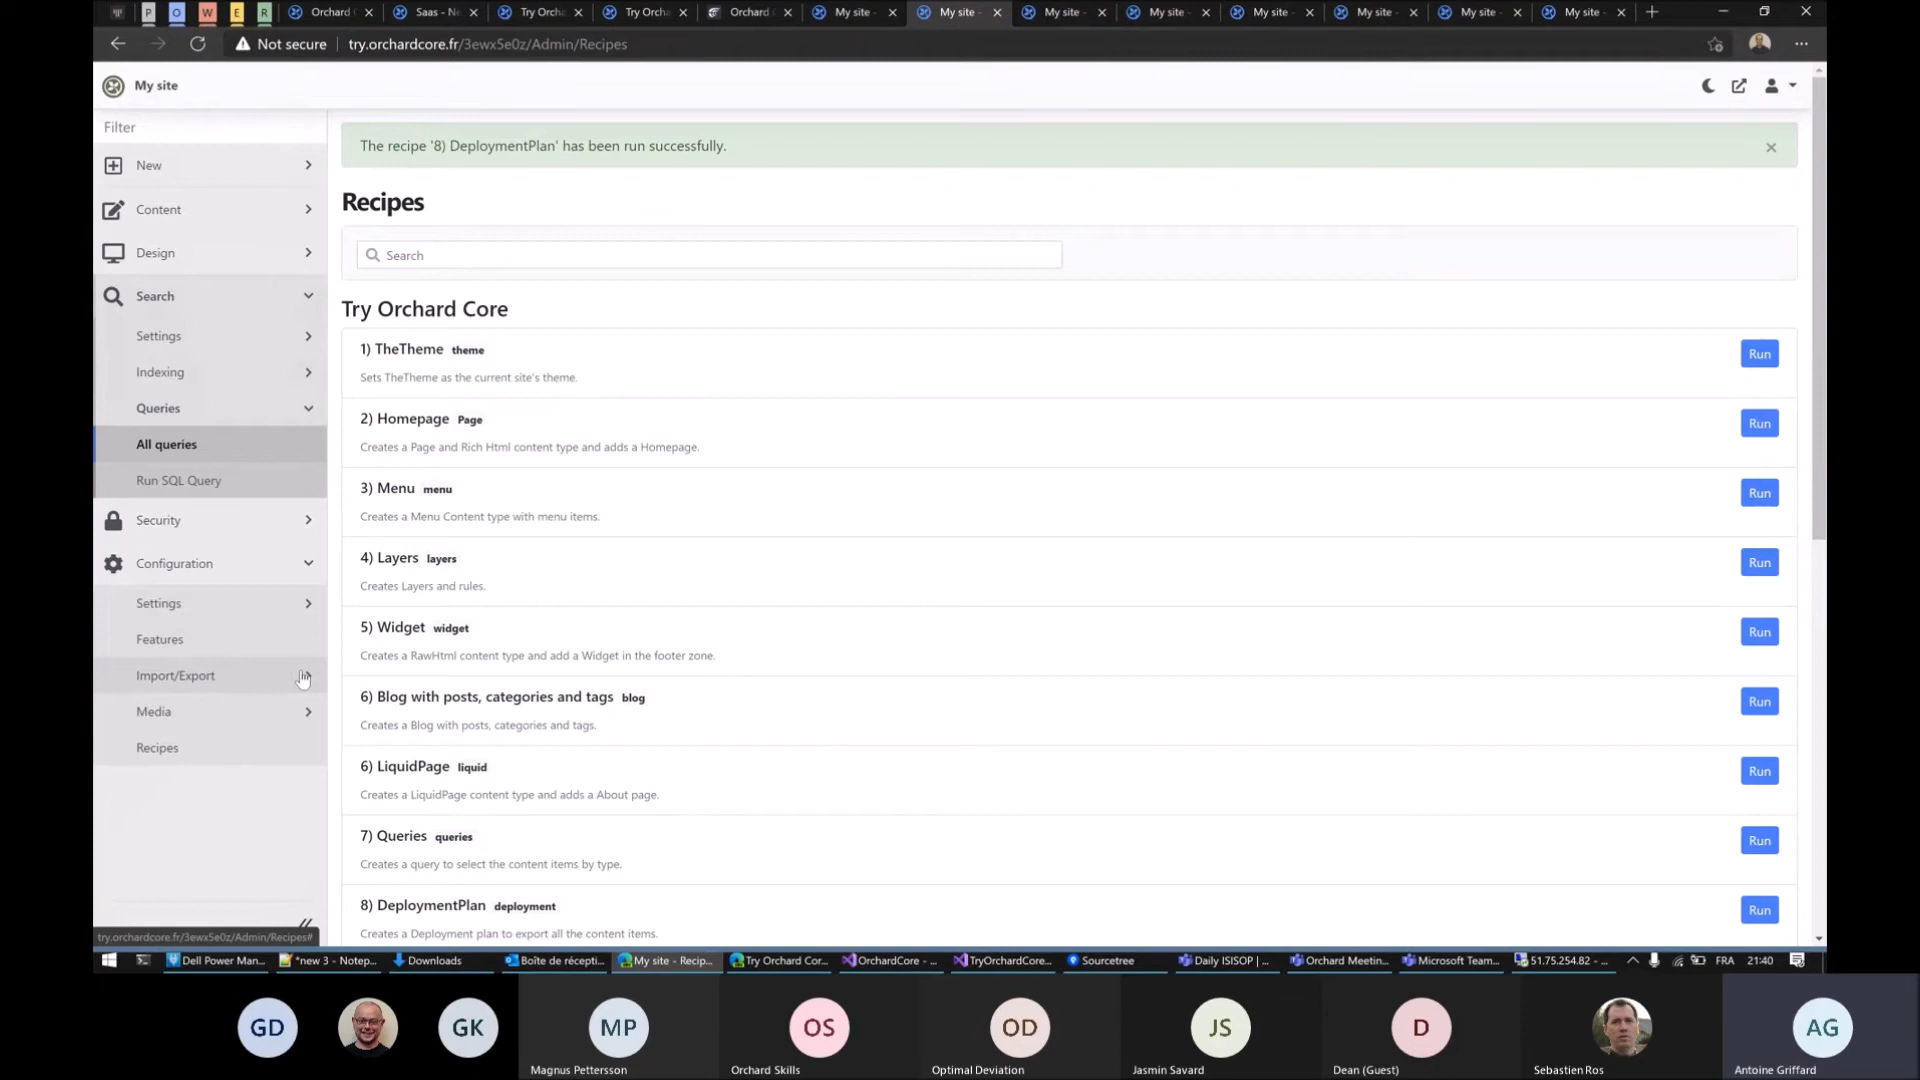 P
O
W
E
R
Orchard
Saas - N
Try Orch
Try Orch
Orchard
My site -
My site -
My site -
My site -
My site -
My site -
My site -
My site -
Not secure
try.orchardcore.fr/3ewx5e0z/Admin/Recipes
My site
Filter
New
Content
Design
Search
Settings
Indexing
Queries
All queries
Run SQL Query
Security
Configuration
Settings
Features
Import/Export
Media
Recipes
try.orchardcore.fr/3ewx5e0z/Admin/Recipes#
The recipe '8) DeploymentPlan' has been run successfully.
Recipes
Search
Try Orchard Core
1) TheTheme theme
Run
Sets TheTheme as the current site's theme.
2) Homepage Page
Run
Creates a Page and Rich Html content type and adds a Homepage.
3) Menu menu
Run
Creates a Menu Content type with menu items.
4) Layers layers
Run
Creates Layers and rules.
5) Widget widget
Run
Creates a RawHtml content type and add a Widget in the footer zone.
6) Blog with posts, categories and tags blog
Run
Creates a Blog with posts, categories and tags.
6) LiquidPage liquid
Run
Creates a LiquidPage content type and adds a About page.
7) Queries queries
Run
Creates a query to select the content items by type.
8) DeploymentPlan deployment
Run
Creates a Deployment plan to export all the content items.
Dell Power Man...
*new 3 - Notep...
Downloads
Boîte de récepti...
My site - Recip...
Try Orchard Cor...
OrchardCore - ...
TryOrchardCore...
Sourcetree
Daily ISISOP | ...
Orchard Meetin...
Microsoft Team...
51.75.254.82 - ...
FRA
21:40
GD
GK
MP
OS
OD
JS
D
AG
Magnus Pettersson
Orchard Skills
Optimal Deviation
Jasmin Savard
Dean (Guest)
Sebastien Ros
Antoine Griffard